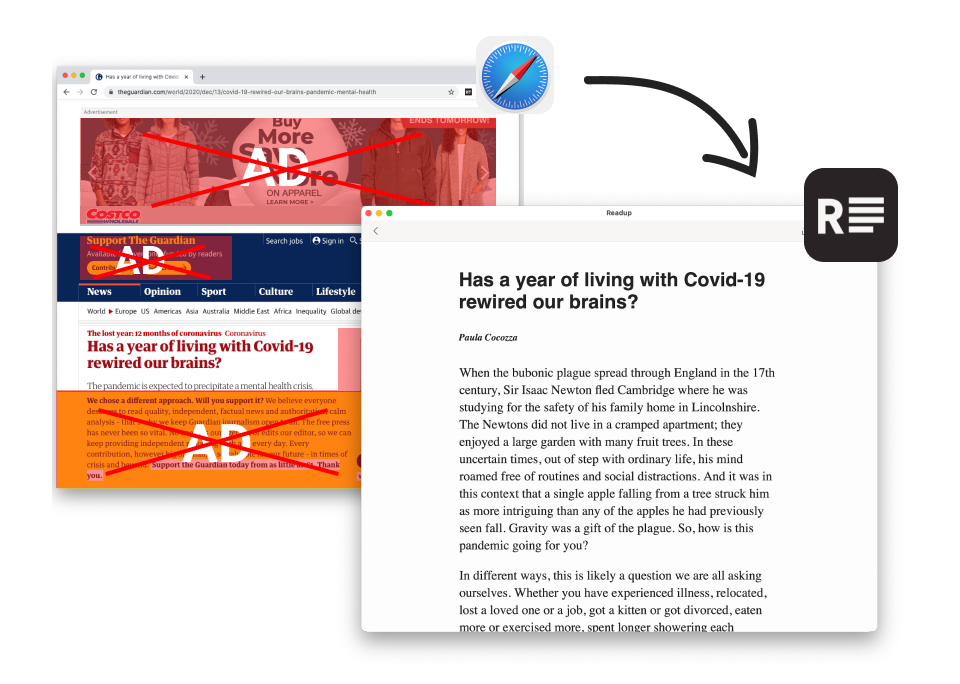 Has a year of living with Covid
theguardian.com/world/2020/dec/13/covid-19-rewired-our-brains-pandemic-mental-health
Advertisement
ENDS TOMORROW!
Buy
More
AD
ON APPAREL
LEARN MORE >
COSTCO
WHOLESALE
Support The Guardian
Search jobs Sign in
by readers
AD
News Opinion Sport Culture Lifestyle
World Europe US Americas Asia Australia Middle East Africa Inequality Global de
The lost year: 12 months of coronavirus Coronavirus
Has a year of living with Covid-19
rewired our brains?
The pandemic is expected to precipitate a mental health crisis,
We chose a different approach. Will you support it? We believe everyone
to read quality, independent, factual news and authoritative, calm
analysis – that is why we keep Guardian journalism open to all. The free press
has never been so vital. No edits our editor, so we can
keep providing independent every day. Every
contribution, however our future – in times of
crisis and Support the Guardian today from as little as £1. Thank
you.
AD
Readup
R
Has a year of living with Covid-19
rewired our brains?
Paula Cocozza
When the bubonic plague spread through England in the 17th
century, Sir Isaac Newton fled Cambridge where he was
studying for the safety of his family home in Lincolnshire.
The Newtons did not live in a cramped apartment; they
enjoyed a large garden with many fruit trees. In these
uncertain times, out of step with ordinary life, his mind
roamed free of routines and social distractions. And it was in
this context that a single apple falling from a tree struck him
as more intriguing than any of the apples he had previously
seen fall. Gravity was a gift of the plague. So, how is this
pandemic going for you?
In different ways, this is likely a question we are all asking
ourselves. Whether you have experienced illness, relocated,
lost a loved one or a job, got a kitten or got divorced, eaten
more or exercised more, spent longer showering each